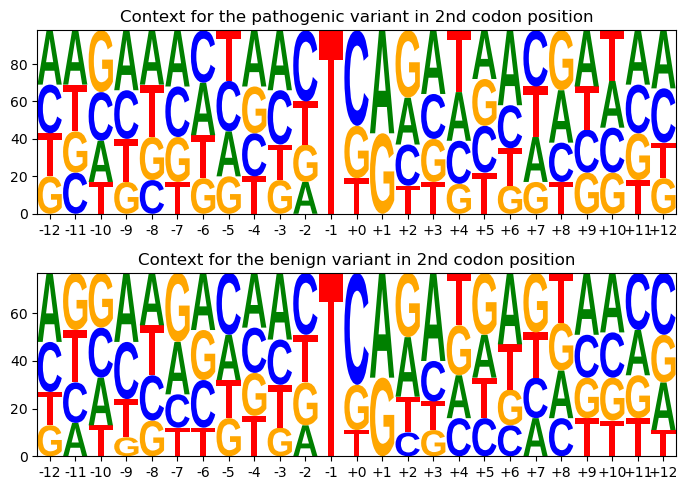 Context for the pathogenic variant in 2nd codon position
80
60
40
20
0
-12 -11 -10 -9 -8 -7 -6 -5 -4 -3 -2 -1 +0 +1 +2 +3 +4 +5 +6 +7 +8 +9 +10 +11 +12
Context for the benign variant in 2nd codon position
60
40
20
0
-12 -11 -10 -9 -8 -7 -6 -5 -4 -3 -2 -1 +0 +1 +2 +3 +4 +5 +6 +7 +8 +9 +10 +11 +12